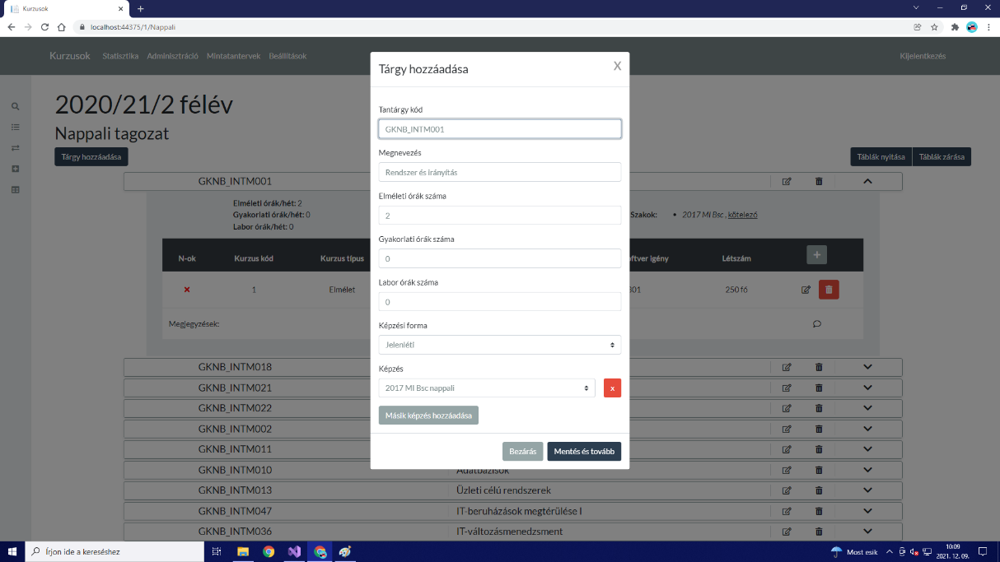 Kurzusok
localhost:44375/1/Nappali
Kurzusok Statisztika Adminisztráció Mintatantervek Beállítások Kijelentkezés
2020/21/2 félév
Nappali tagozat
Tárgy hozzáadása Táblák nyitása Táblák zárása
GKNB_INTM001
Elméleti órák/hét: 2
Gyakorlati órák/hét: 0
Labor órák/hét: 0
Szakok: • 2017 MI Bsc , kötelező
N-ok Kurzus kód Kurzus típus ftver igény Létszám +
1 Elmélet 01 250 fő
Megjegyzések:
GKNB_INTM018
GKNB_INTM021
GKNB_INTM022
GKNB_INTM002
GKNB_INTM011
GKNB_INTM010 Adatbázisok
GKNB_INTM013 Üzleti célú rendszerek
GKNB_INTM047 IT-beruházások megtérülése I
GKNB_INTM036 IT-változásmenedzsment
Tárgy hozzáadása X
Tantárgy kód
GKNB_INTM001
Megnevezés
Rendszer és irányítás
Elméleti órák száma
2
Gyakorlati órák száma
0
Labor órák száma
0
Képzési forma
Jelenléti
Képzés
2017 MI Bsc nappali x
Másik képzés hozzáadása
Bezárás Mentés és tovább
Írjon ide a kereséshez Most esik 10:09
2021. 12. 09.